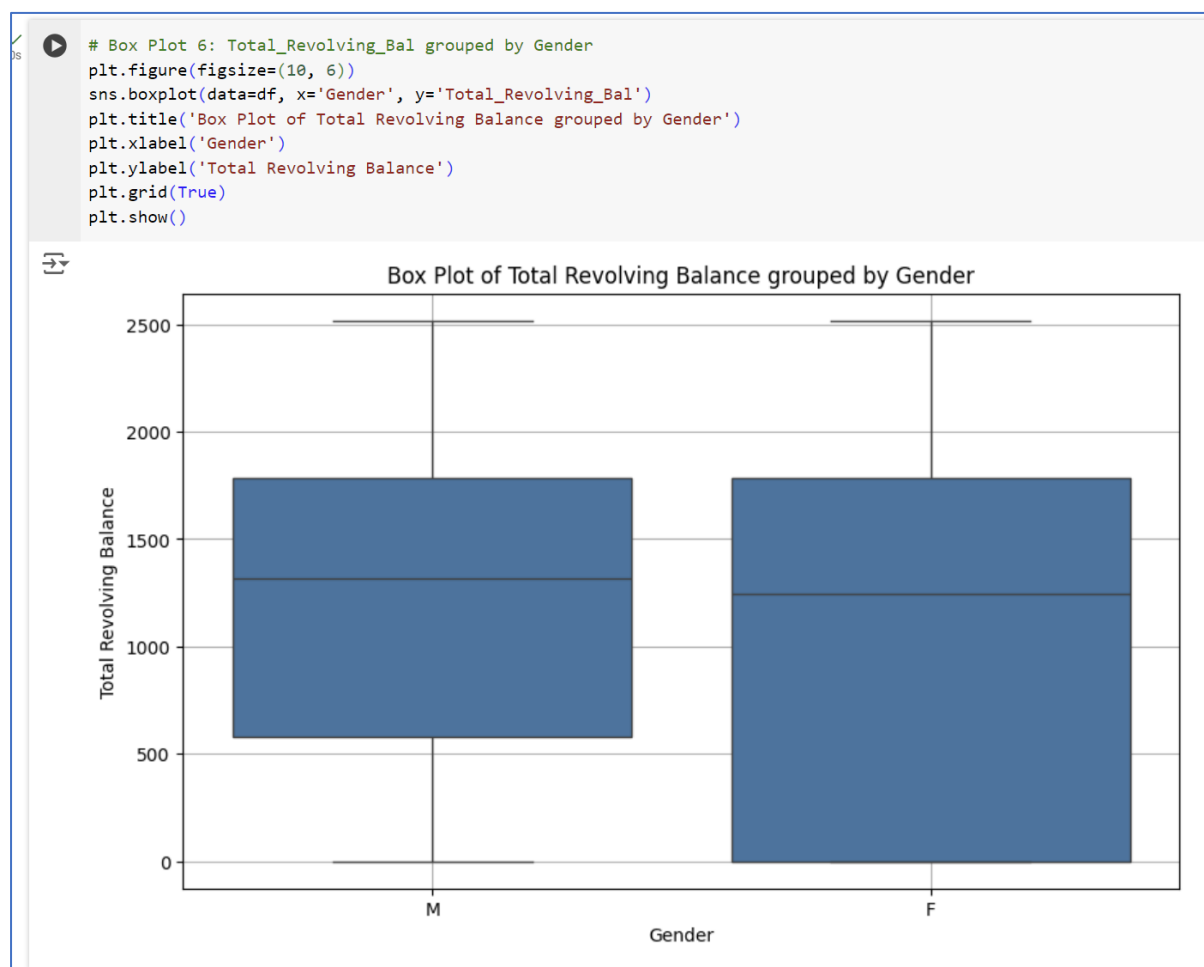 # Box Plot 6: Total_Revolving_Bal grouped by Gender
plt.figure(figsize=(10, 6))
sns.boxplot(data=df, x='Gender', y='Total_Revolving_Bal')
plt.title('Box Plot of Total Revolving Balance grouped by Gender')
plt.xlabel('Gender')
plt.ylabel('Total Revolving Balance')
plt.grid(True)
plt.show()
Box Plot of Total Revolving Balance grouped by Gender
Total Revolving Balance
2500
2000
1500
1000
500
0
M F
Gender